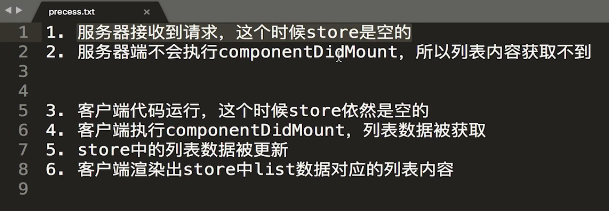 precess.txt
1 1. 服务器接收到请求，这个时候store是空的
2 2. 服务器端不会执行componentDidMount，所以列表内容获取不到
3
4
5 3. 客户端代码运行，这个时候store依然是空的
6 4. 客户端执行componentDidMount，列表数据被获取
7 5. store中的列表数据被更新
8 6. 客户端渲染出store中list数据对应的列表内容
9